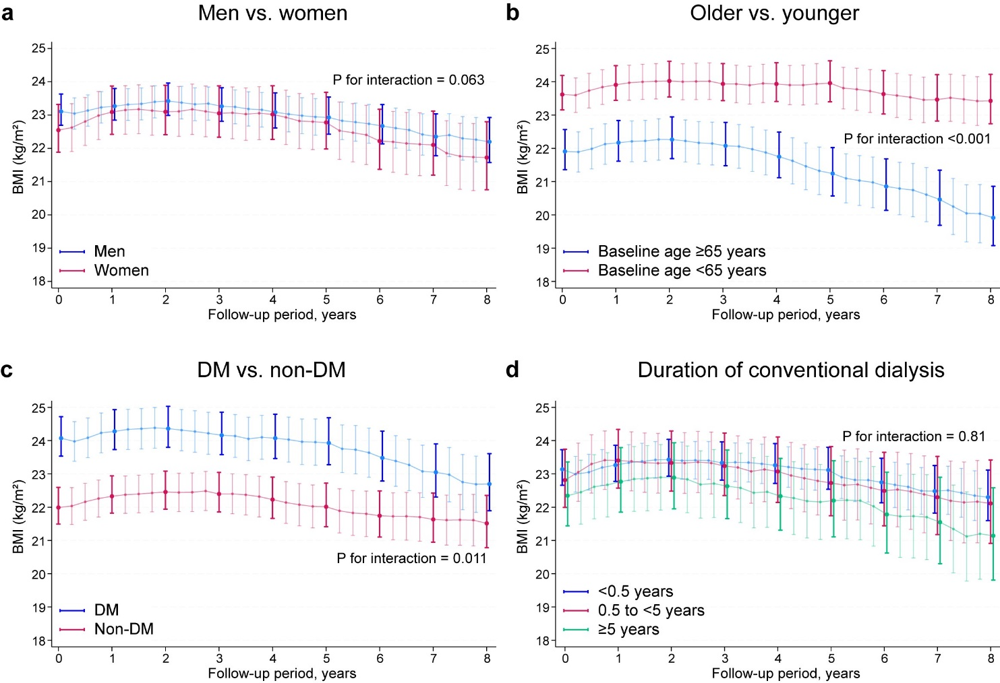 a
Men vs. women
25
24
23
22
21
20
19
18
BMI (kg/m²)
P for interaction = 0.063
Men
Women
0 1 2 3 4 5 6 7 8
Follow-up period, years
b
Older vs. younger
25
24
23
22
21
20
19
18
BMI (kg/m²)
P for interaction <0.001
Baseline age ≥65 years
Baseline age <65 years
0 1 2 3 4 5 6 7 8
Follow-up period, years
c
DM vs. non-DM
25
24
23
22
21
20
19
18
BMI (kg/m²)
P for interaction = 0.011
DM
Non-DM
0 1 2 3 4 5 6 7 8
Follow-up period, years
d
Duration of conventional dialysis
25
24
23
22
21
20
19
18
BMI (kg/m²)
P for interaction = 0.81
<0.5 years
0.5 to <5 years
≥5 years
0 1 2 3 4 5 6 7 8
Follow-up period, years